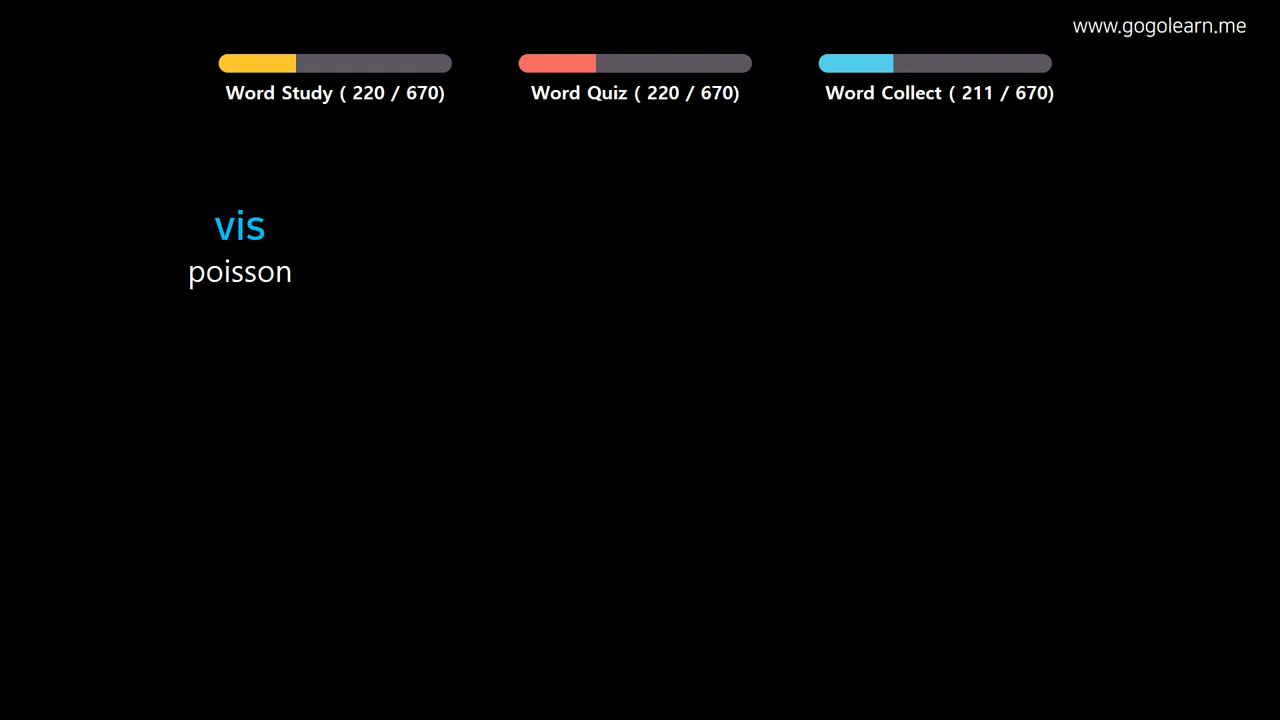 www.gogolearn.me
Word Study ( 220 / 670)
Word Quiz ( 220 / 670)
Word Collect ( 211 / 670)
vis
poisson